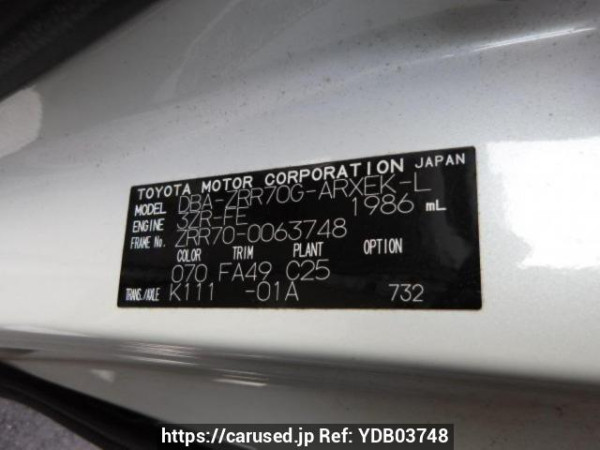 TOYOTA MOTOR CORPORATION JAPAN
MODEL DBA-ZRR70G-ARXEK-L
ENGINE 3ZR-FE 1986 mL
FRAME No. ZRR70-0063748
COLOR TRIM PLANT OPTION
070 FA49 C25
TRANS./AXLE K111 -01A 732
https://carused.jp Ref: YDB03748